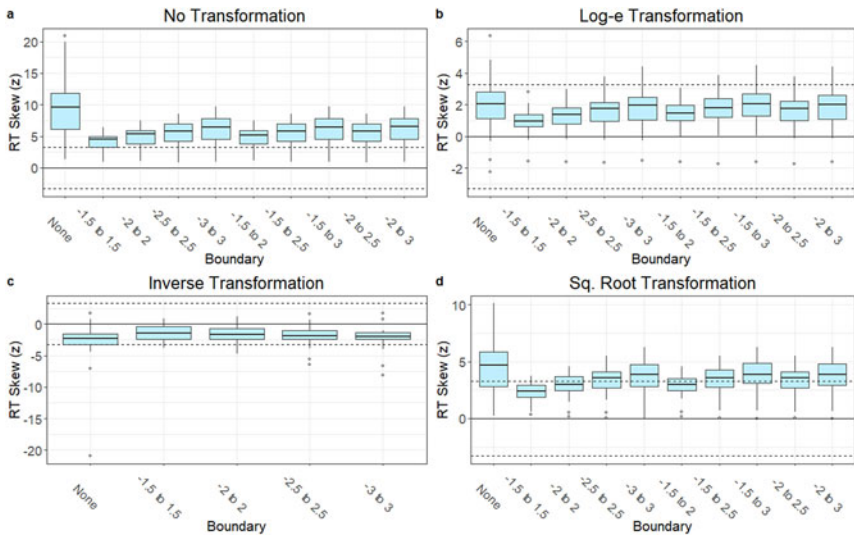 a
No Transformation
RT Skew (z)
20
15
10
5
0
None
-1.5 to 1.5
-2 to 2
-2.5 to 2.5
-3 to 3
-1.5 to 2
-1.5 to 2.5
-1.5 to 3
-2 to 2.5
-2 to 3
Boundary
b
Log-e Transformation
RT Skew (z)
6
4
2
0
-2
None
-1.5 to 1.5
-2 to 2
-2.5 to 2.5
-3 to 3
-1.5 to 2
-1.5 to 2.5
-1.5 to 3
-2 to 2.5
-2 to 3
Boundary
c
Inverse Transformation
RT Skew (z)
0
-5
-10
-15
-20
None
-1.5 to 1.5
-2 to 2
-2.5 to 2.5
-3 to 3
Boundary
d
Sq. Root Transformation
RT Skew (z)
10
5
0
None
-1.5 to 1.5
-2 to 2
-2.5 to 2.5
-3 to 3
-1.5 to 2
-1.5 to 2.5
-1.5 to 3
-2 to 2.5
-2 to 3
Boundary